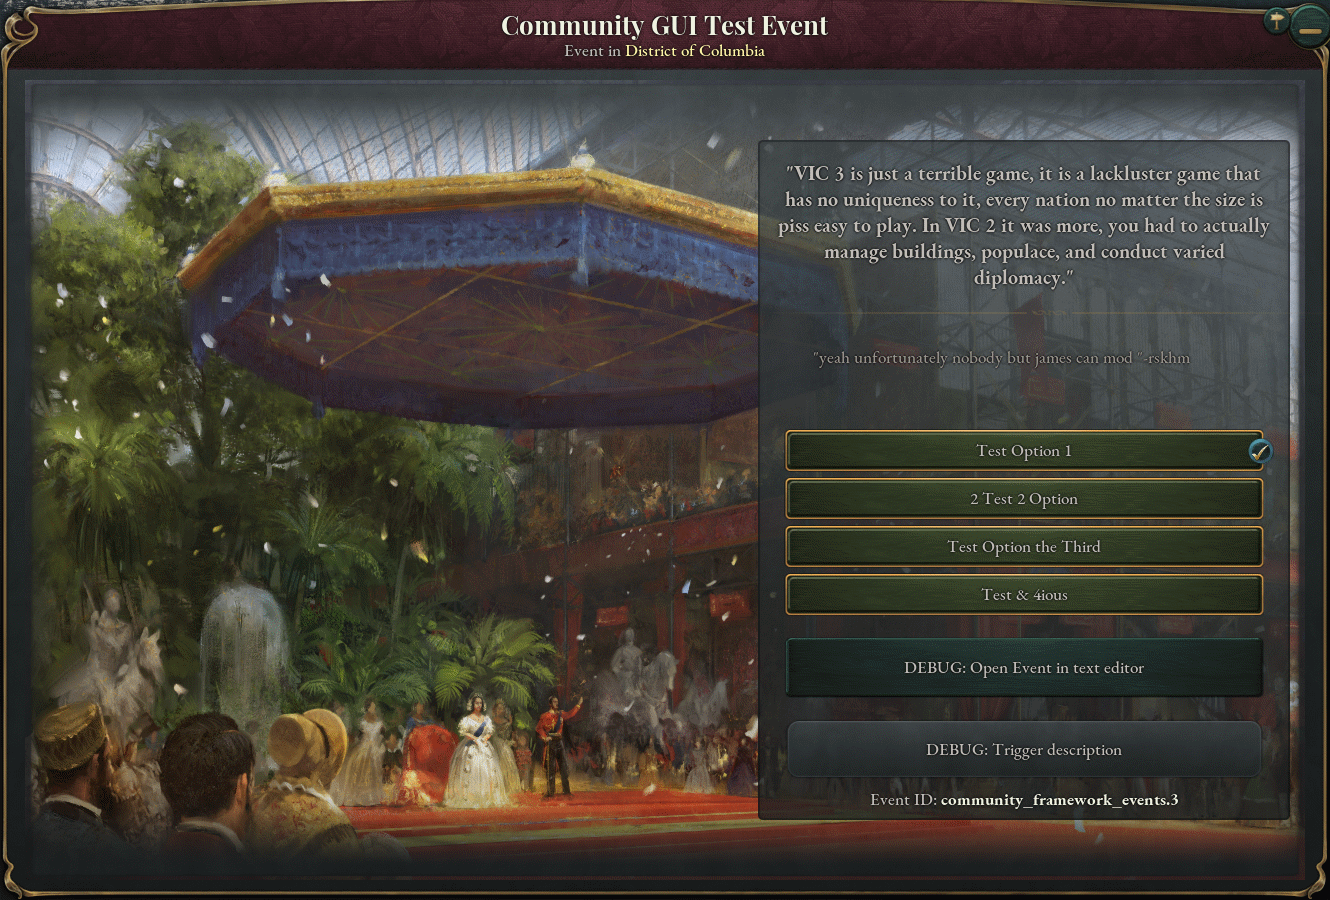 Community GUI Test Event
Event in District of Columbia
"VIC 3 is just a terrible game, it is a lackluster game that
has no uniqueness to it, every nation no matter the size is
piss easy to play. In VIC 2 it was more, you had to actually
manage buildings, populace, and conduct varied
diplomacy."
"yeah unfortunately nobody but james can mod "-rskhm
Test Option 1
2 Test 2 Option
Test Option the Third
Test & 4ious
DEBUG: Open Event in text editor
DEBUG: Trigger description
Event ID: community_framework_events.3